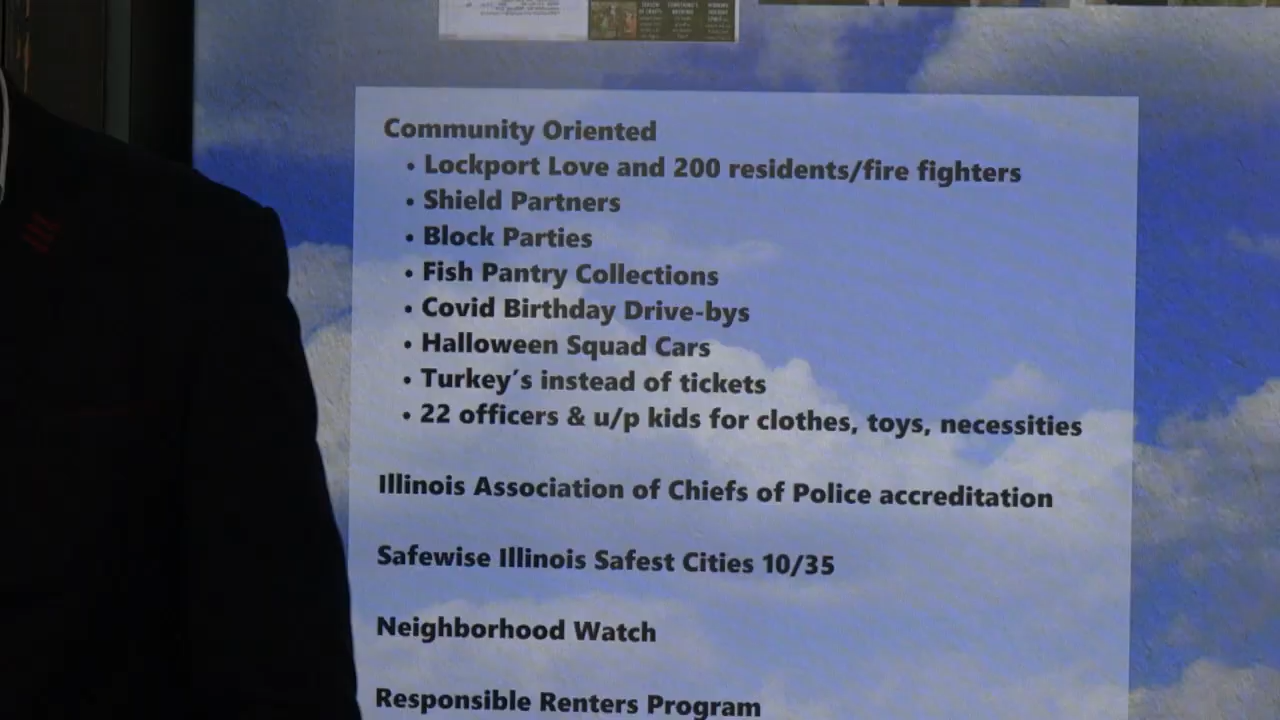 Community Oriented
• Lockport Love and 200 residents/fire fighters
• Shield Partners
• Block Parties
• Fish Pantry Collections
• Covid Birthday Drive-bys
• Halloween Squad Cars
• Turkey´s instead of tickets
• 22 officers & u/p kids for clothes, toys, necessities
Illinois Association of Chiefs of Police accreditation
Safewise Illinois Safest Cities 10/35
Neighborhood Watch
Responsible Renters Program